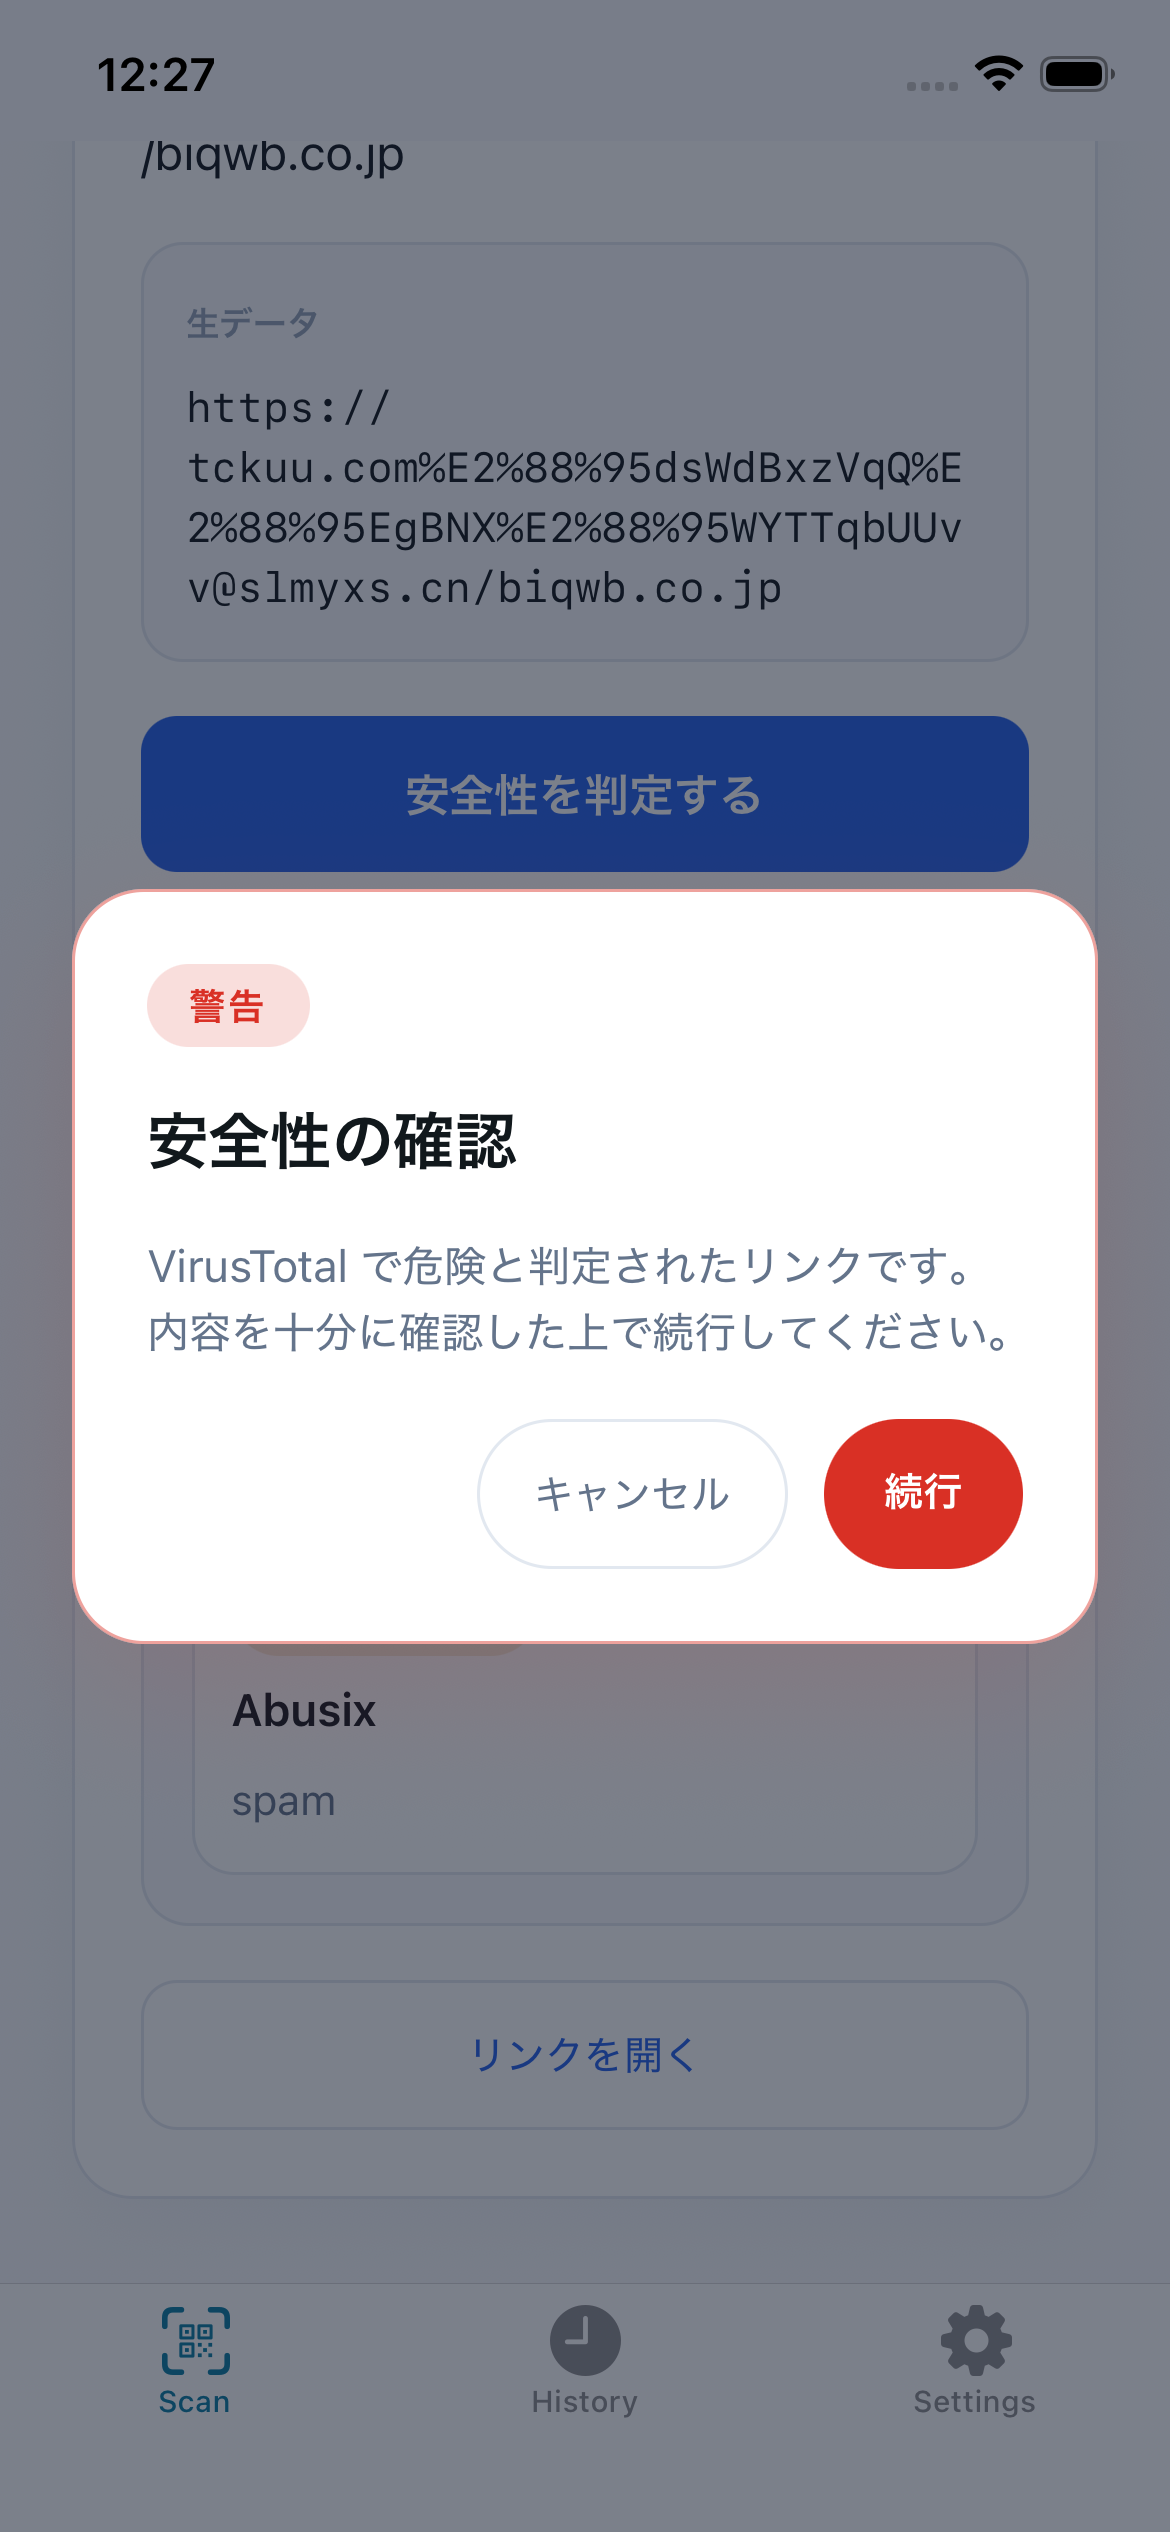 12:27
/biqwb.co.jp
生データ
https://
tckuu.com%E2%88%95dsWdBxzVqQ%E
2%88%95EgBNX%E2%88%95WYTTqbUUv
v@slmyxs.cn/biqwb.co.jp
安全性を判定する
警告
安全性の確認
VirusTotal で危険と判定されたリンクです。
内容を十分に確認した上で続行してください。
キャンセル
続行
Abusix
spam
リンクを開く
Scan
History
Settings